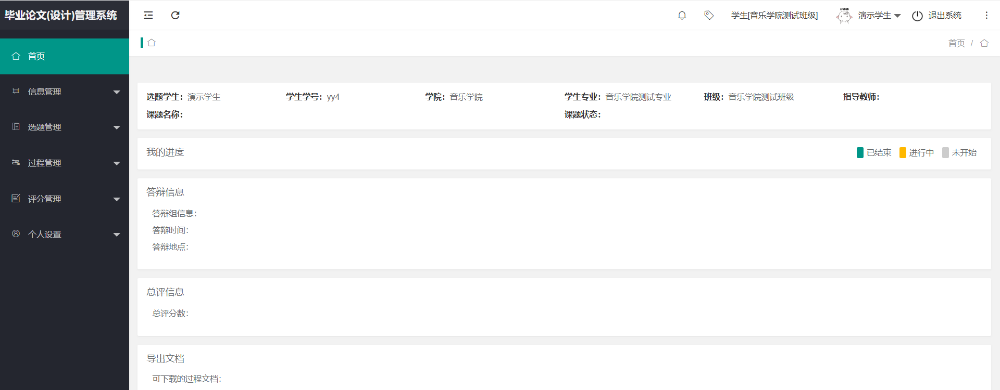 毕业论文(设计)管理系统
学生[音乐学院测试班级] 演示学生 退出系统
首页 /
首页
信息管理
选题管理
过程管理
评分管理
个人设置
选题学生: 演示学生 学生学号: yy4 学院: 音乐学院 学生专业: 音乐学院测试专业 班级: 音乐学院测试班级 指导教师:
课题名称: 课题状态:
我的进度 已结束 进行中 未开始
答辩信息
答辩组信息:
答辩时间:
答辩地点:
总评信息
总评分数:
导出文档
可下载的过程文档: